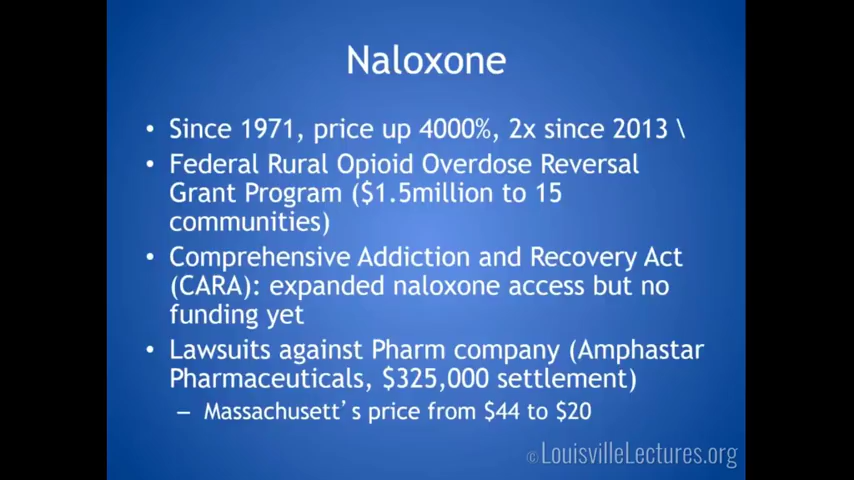 Naloxone
• Since 1971, price up 4000%, 2x since 2013 \
• Federal Rural Opioid Overdose Reversal
Grant Program ($1.5million to 15
communities)
• Comprehensive Addiction and Recovery Act
(CARA): expanded naloxone access but no
funding yet
• Lawsuits against Pharm company (Amphastar
Pharmaceuticals, $325,000 settlement)
– Massachusett’s price from $44 to $20
© LouisvilleLectures.org